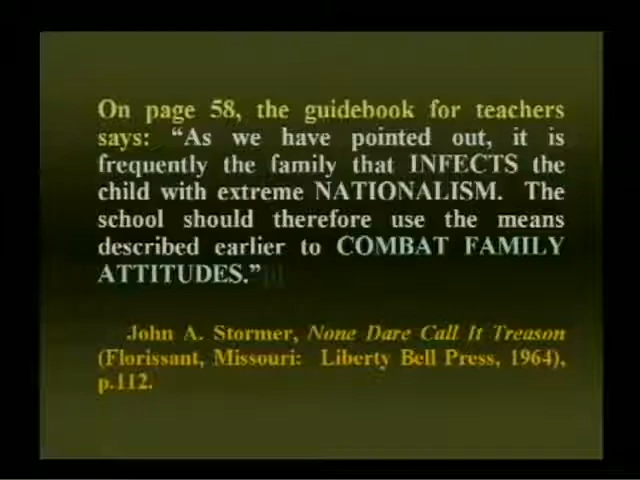 On page 58, the guidebook for teachers
says: “As we have pointed out, it is
frequently the family that INFECTS the
child with extreme NATIONALISM. The
school should therefore use the means
described earlier to COMBAT FAMILY
ATTITUDES.”
John A. Stormer, None Dare Call It Treason
(Florissant, Missouri: Liberty Bell Press, 1964),
p.112.